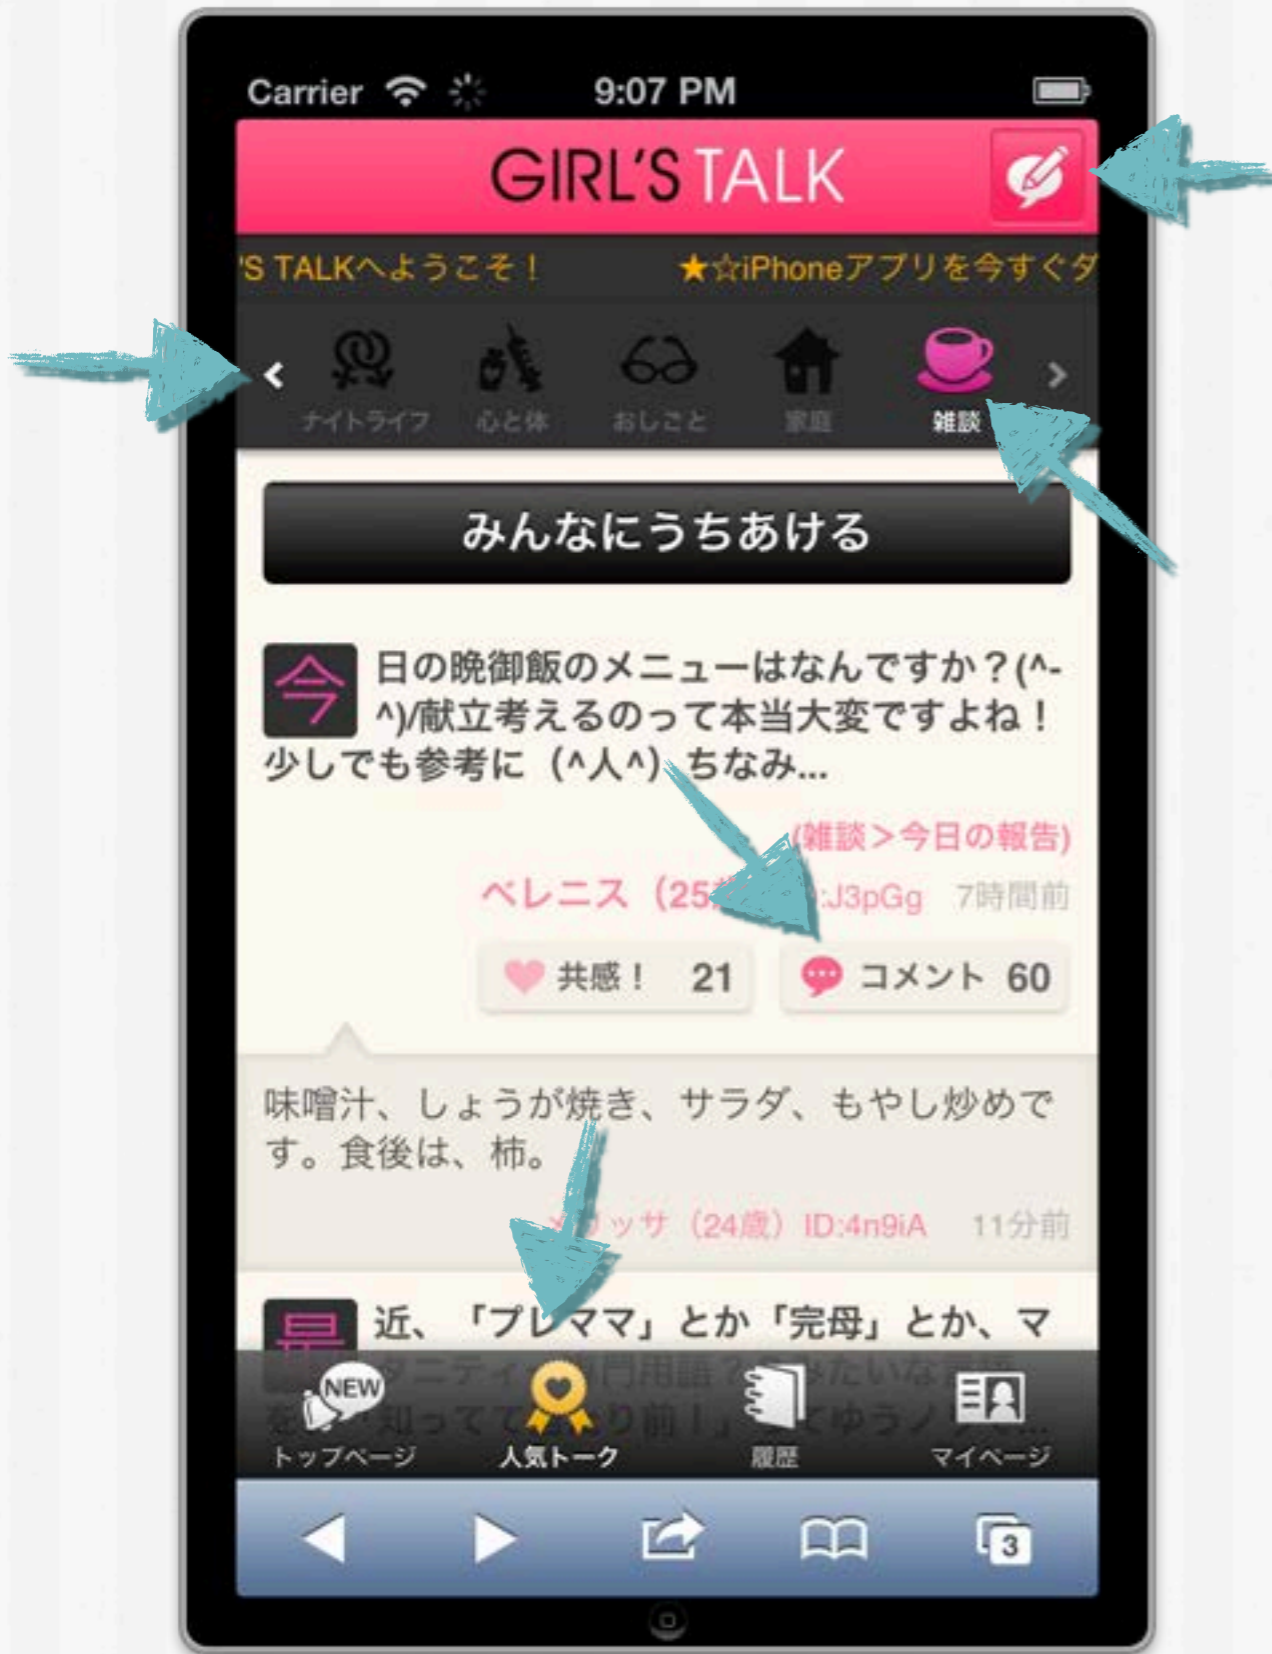 Carrier 9:07 PM
GIRL'S TALK
'S TALKへようこそ! ★☆iPhoneアプリを今すぐダ
ナイトライフ 心と体 おしごと 家庭 雑談
みんなにうちあける
今日の晩御飯のメニューはなんですか？(^-
^)/献立考えるのって本当大変ですよね！
少しでも参考に（^人^）ちなみ...
(雑談＞今日の報告)
ベレニス（25 :J3pGg 7時間前
共感！ 21 コメント 60
味噌汁、しょうが焼き、サラダ、もやし炒めで
す。食後は、柿。
メリッサ（24歳）ID:4n9iA 11分前
最近、「プレママ」とか「完母」とか、マ
NEW
トップページ 人気トーク 履歴 マイページ
3